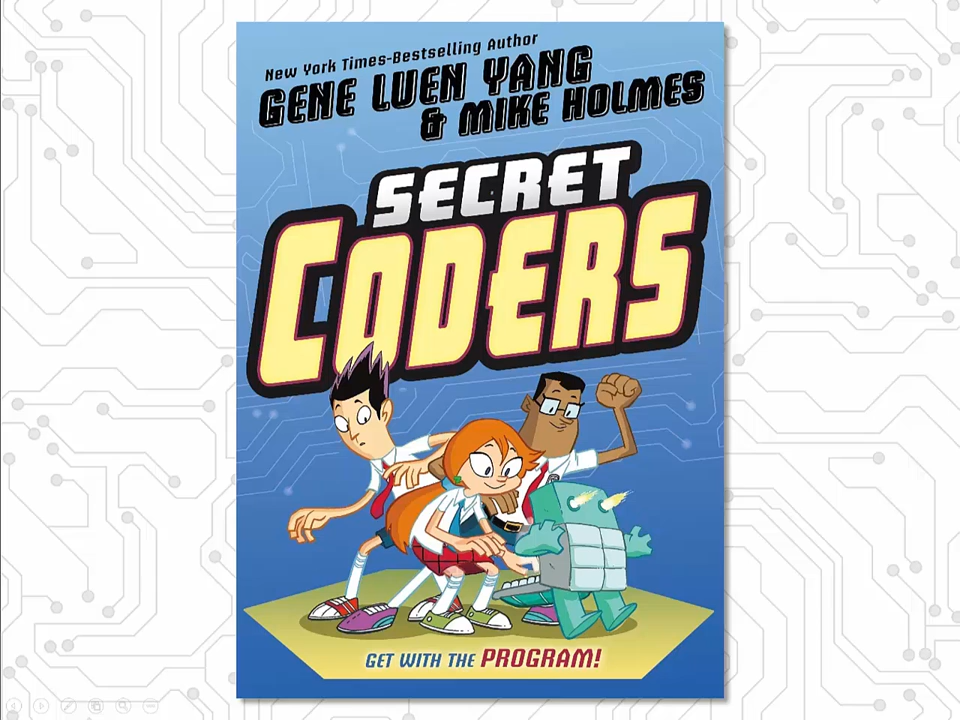 New York Times-Bestselling Author
GENE LUEN YANG
& MIKE HOLMES
SECRET
CODERS
GET WITH THE PROGRAM!